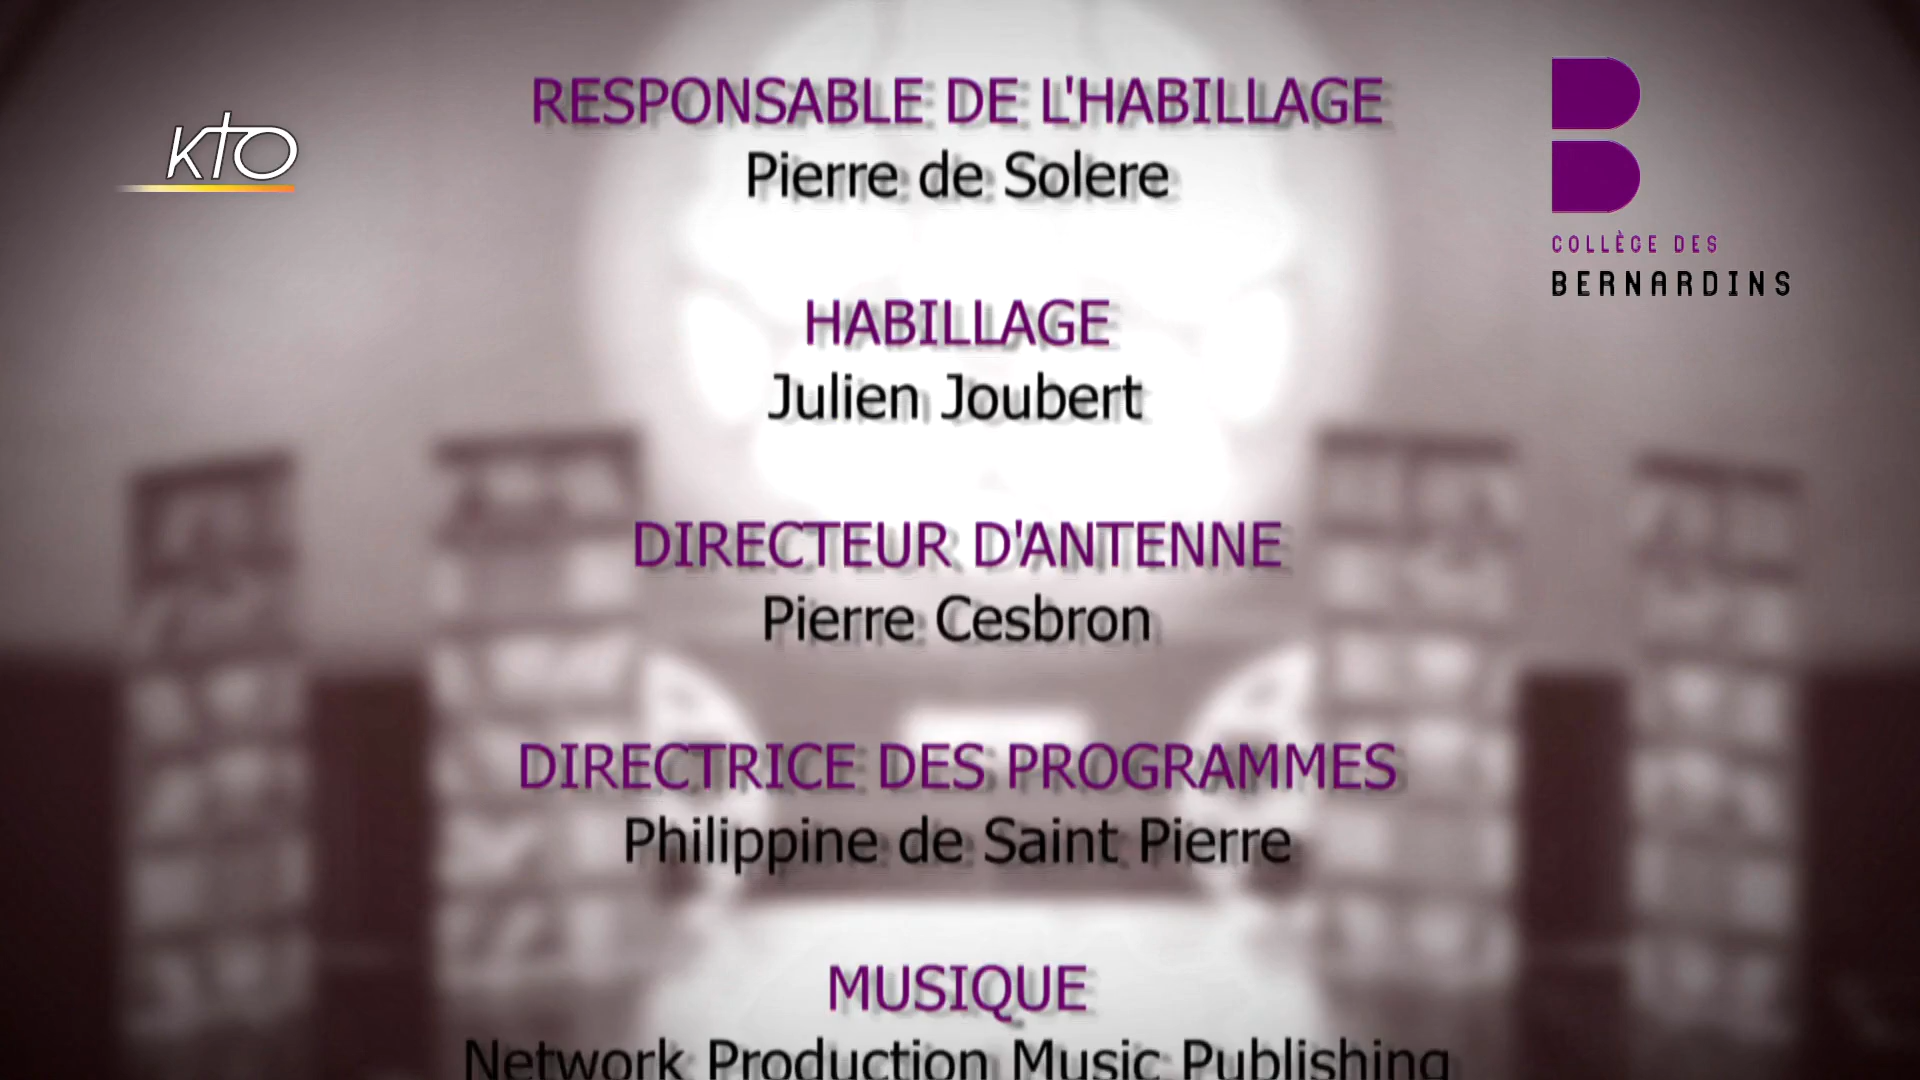 KTO
RESPONSABLE DE L'HABILLAGE
Pierre de Solere
HABILLAGE
Julien Joubert
DIRECTEUR D'ANTENNE
Pierre Cesbron
DIRECTRICE DES PROGRAMMES
Philippine de Saint Pierre
MUSIQUE
Network Production Music Publishing
COLLÈGE DES
BERNARDINS